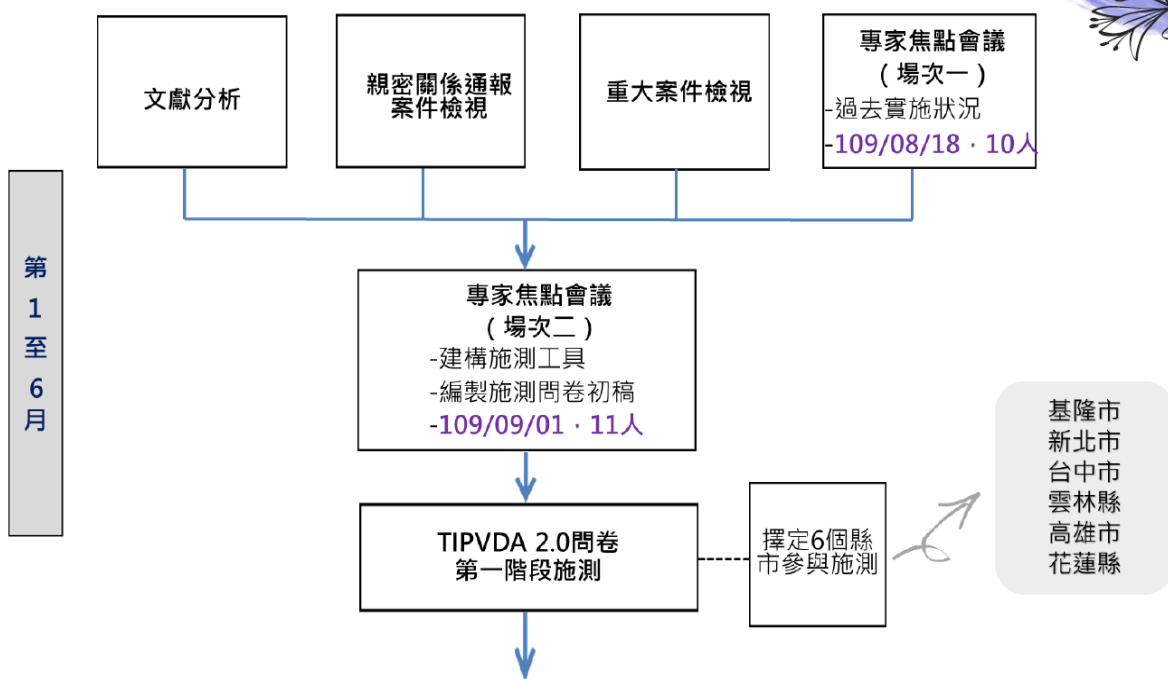 文獻分析
親密關係通報
案件檢視
重大案件檢視
專家焦點會議
（場次一）
-過去實施狀況
-109/08/18，10人
第
1
至
6
月
專家焦點會議
（場次二）
-建構施測工具
-編製施測問卷初稿
-109/09/01，11人
TIPVDA 2.0問卷
第一階段施測
擇定6個縣
市參與施測
基隆市
新北市
台中市
雲林縣
高雄市
花蓮縣